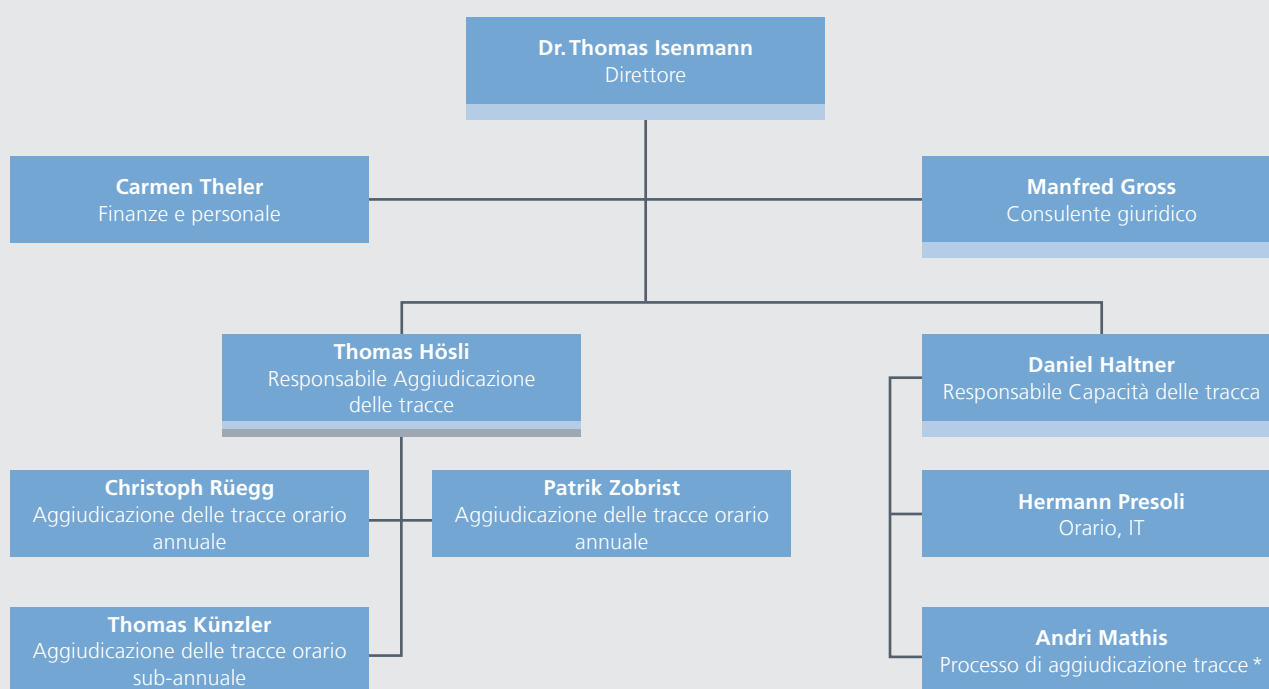 Dr. Thomas Isenmann
Direttore
Carmen Theler
Finanze e personale
Manfred Gross
Consulente giuridico
Thomas Hösli
Responsabile Aggiudicazione
delle tracce
Daniel Haltner
Responsabile Capacità delle tracca
Christoph Rüegg
Aggiudicazione delle tracce orario
annuale
Patrik Zobrist
Aggiudicazione delle tracce orario
annuale
Hermann Presoli
Orario, IT
Thomas Künzler
Aggiudicazione delle tracce orario
sub-annuale
Andri Mathis
Processo di aggiudicazione tracce *